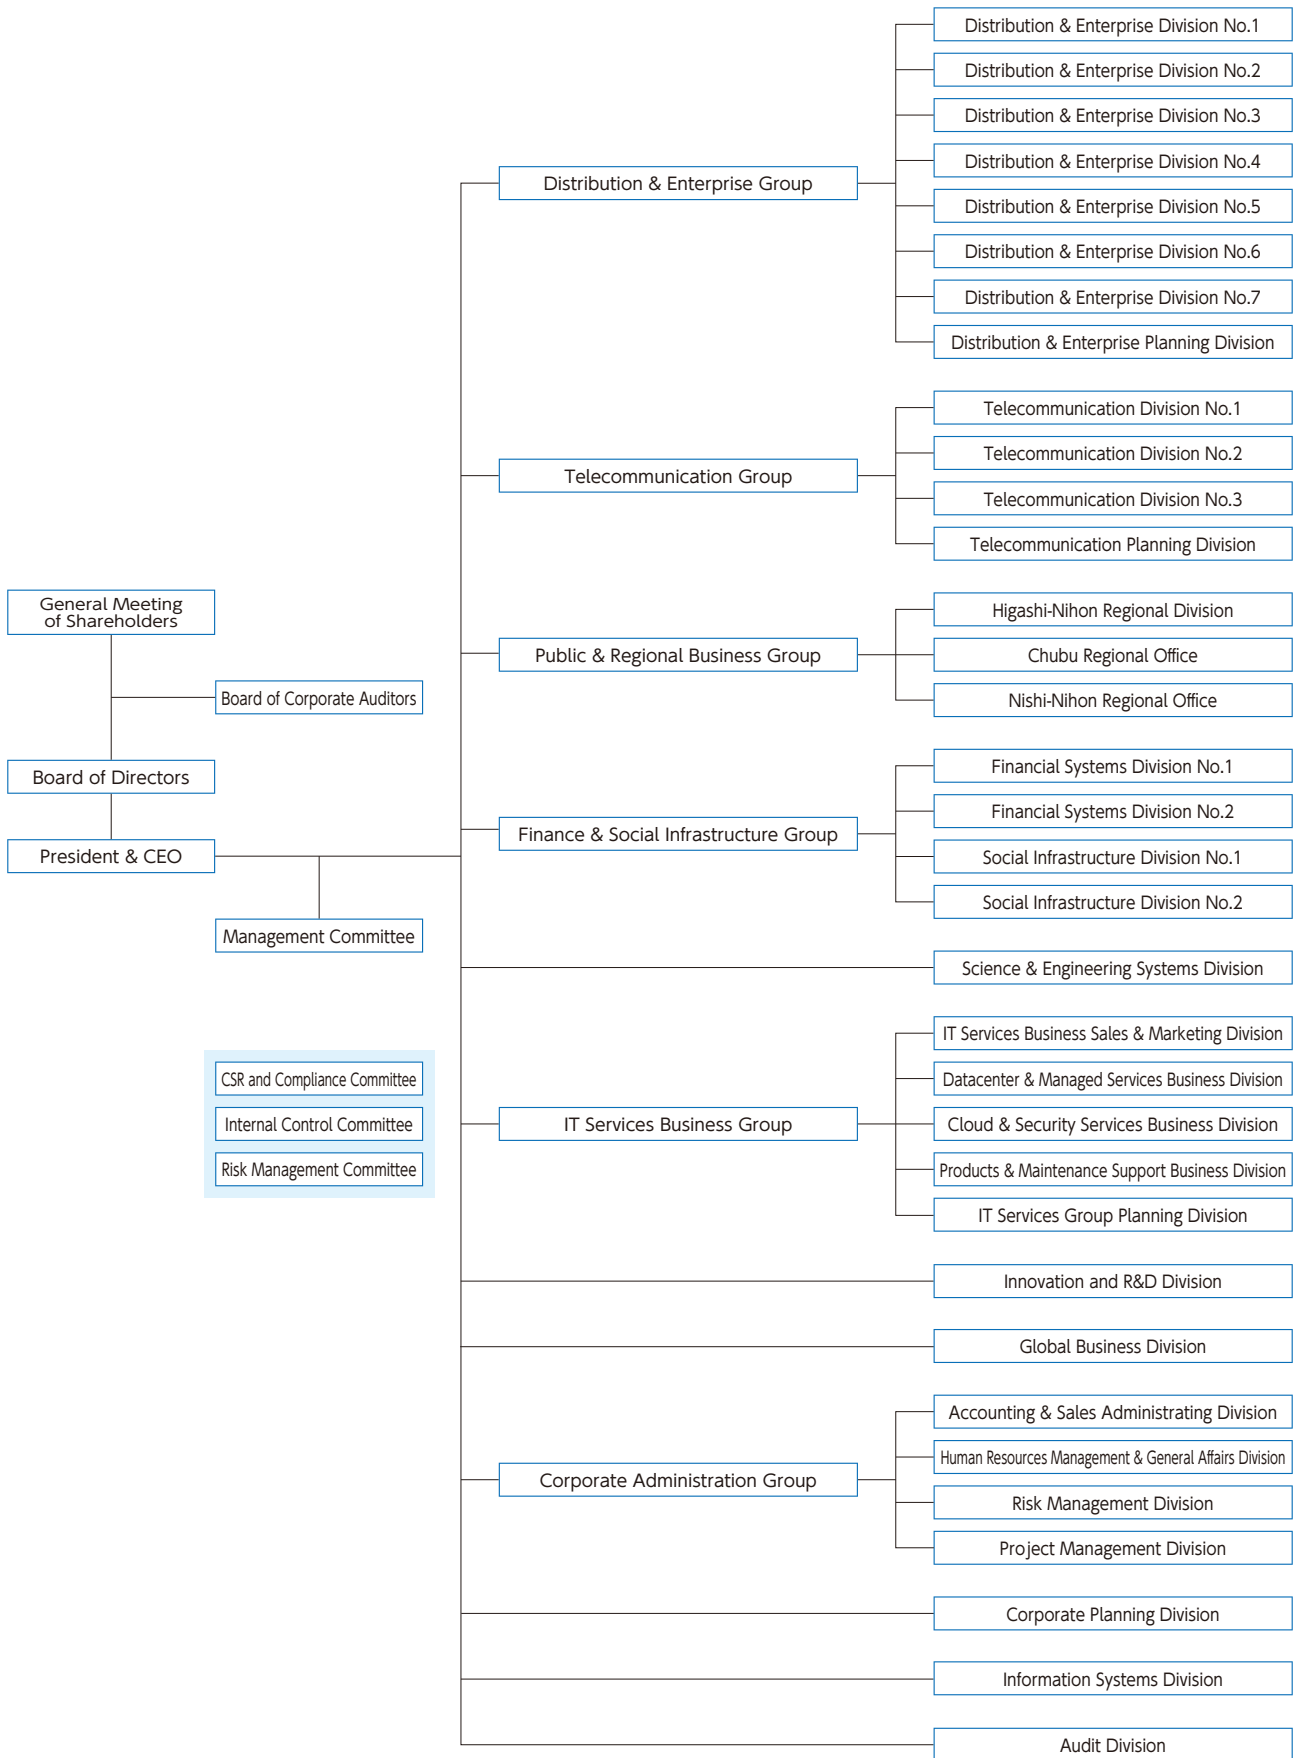 General Meeting
of Shareholders
Board of Corporate Auditors
Board of Directors
President & CEO
Management Committee
CSR and Compliance Committee
Internal Control Committee
Risk Management Committee
Distribution & Enterprise Group
Distribution & Enterprise Division No.1
Distribution & Enterprise Division No.2
Distribution & Enterprise Division No.3
Distribution & Enterprise Division No.4
Distribution & Enterprise Division No.5
Distribution & Enterprise Division No.6
Distribution & Enterprise Division No.7
Distribution & Enterprise Planning Division
Telecommunication Group
Telecommunication Division No.1
Telecommunication Division No.2
Telecommunication Division No.3
Telecommunication Planning Division
Public & Regional Business Group
Higashi-Nihon Regional Division
Chubu Regional Office
Nishi-Nihon Regional Office
Finance & Social Infrastructure Group
Financial Systems Division No.1
Financial Systems Division No.2
Social Infrastructure Division No.1
Social Infrastructure Division No.2
Science & Engineering Systems Division
IT Services Business Group
IT Services Business Sales & Marketing Division
Datacenter & Managed Services Business Division
Cloud & Security Services Business Division
Products & Maintenance Support Business Division
IT Services Group Planning Division
Innovation and R&D Division
Global Business Division
Corporate Administration Group
Accounting & Sales Administrating Division
Human Resources Management & General Affairs Division
Risk Management Division
Project Management Division
Corporate Planning Division
Information Systems Division
Audit Division